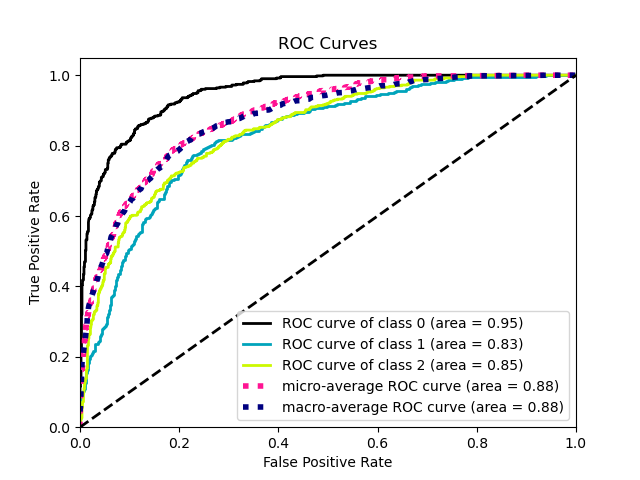 ROC Curves
True Positive Rate
1.0
0.8
0.6
0.4
0.2
0.0
ROC curve of class 0 (area = 0.95)
ROC curve of class 1 (area = 0.83)
ROC curve of class 2 (area = 0.85)
micro-average ROC curve (area = 0.88)
macro-average ROC curve (area = 0.88)
0.0 0.2 0.4 0.6 0.8 1.0
False Positive Rate